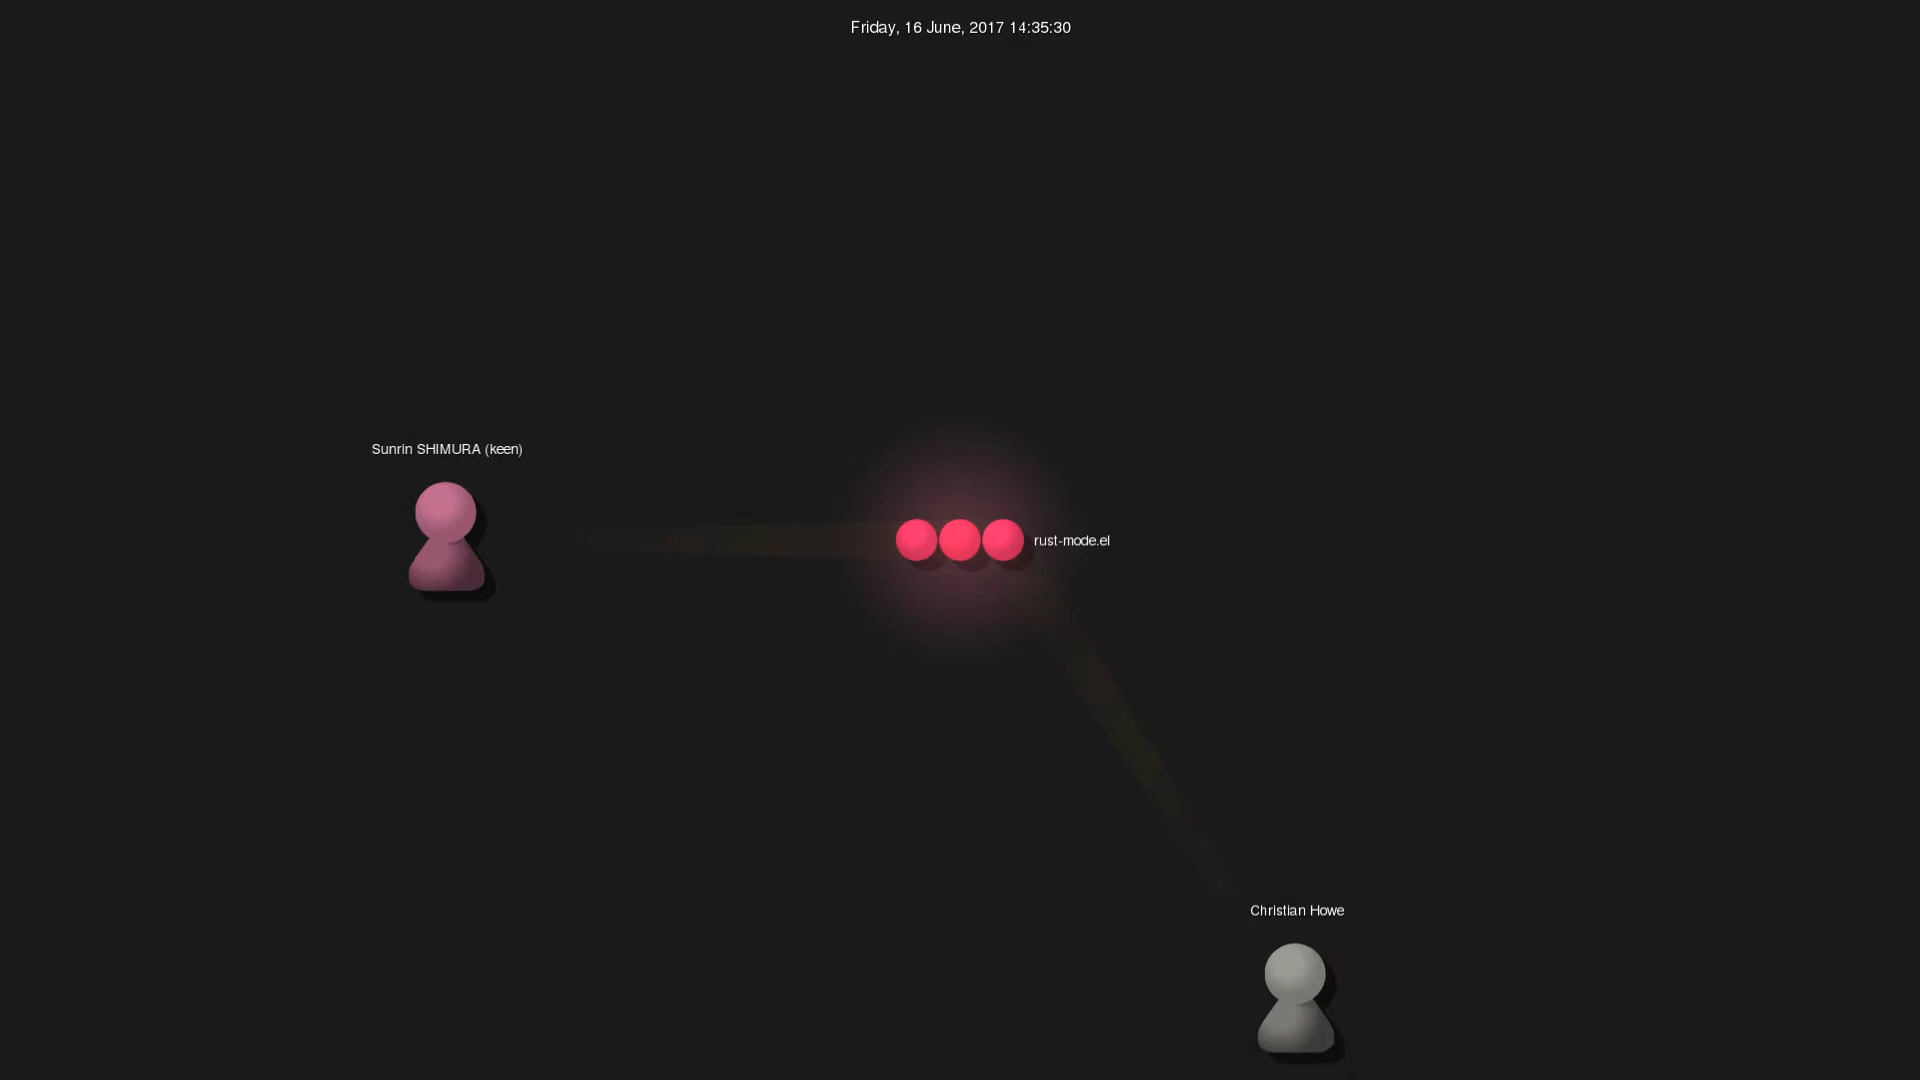 Friday, 16 June, 2017 14:35:30
Sunrin SHIMURA (keen)
rust-mode.el
Christian Howe